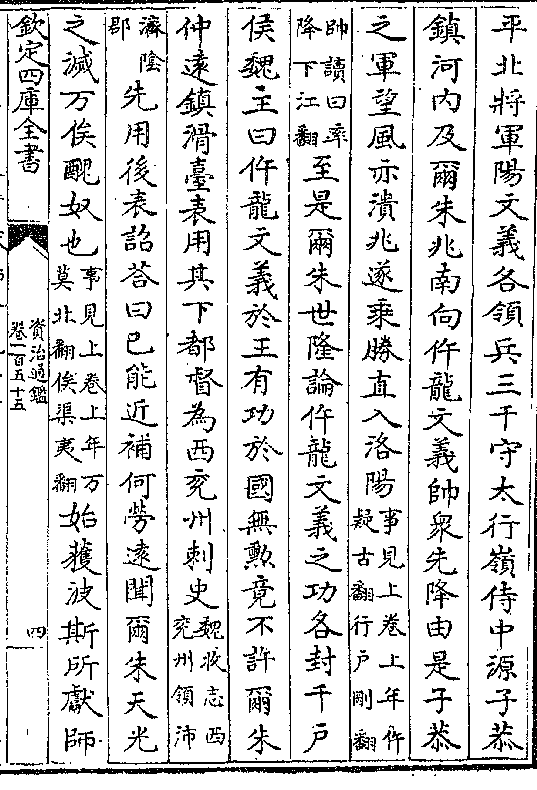 平北將軍陽文義各領兵三千守太行嶺侍中源子恭
鎮河内及爾朱兆南向仵龍文義帥衆先降由是子恭
之軍望風亦潰兆遂乗勝直入洛陽事見上卷上年仵疑古翻行户剛翻
帥讀曰率降下江翻至是爾朱世隆論仵龍文義之功各封千戸
侯魏主曰仵龍文義於王有功於國無勲竟不許爾朱
仲遠鎮滑臺表用其下都督為西兖州刺史魏收志西兖州領沛
濟隂郡先用後表詔荅曰已能近補何勞遠聞爾朱天光
之滅万俟醜奴也事見上卷上年万莫北翻俟渠夷翻始獲波斯所獻師
欽定四庫全書
資治通鑑
卷一百五十五
四